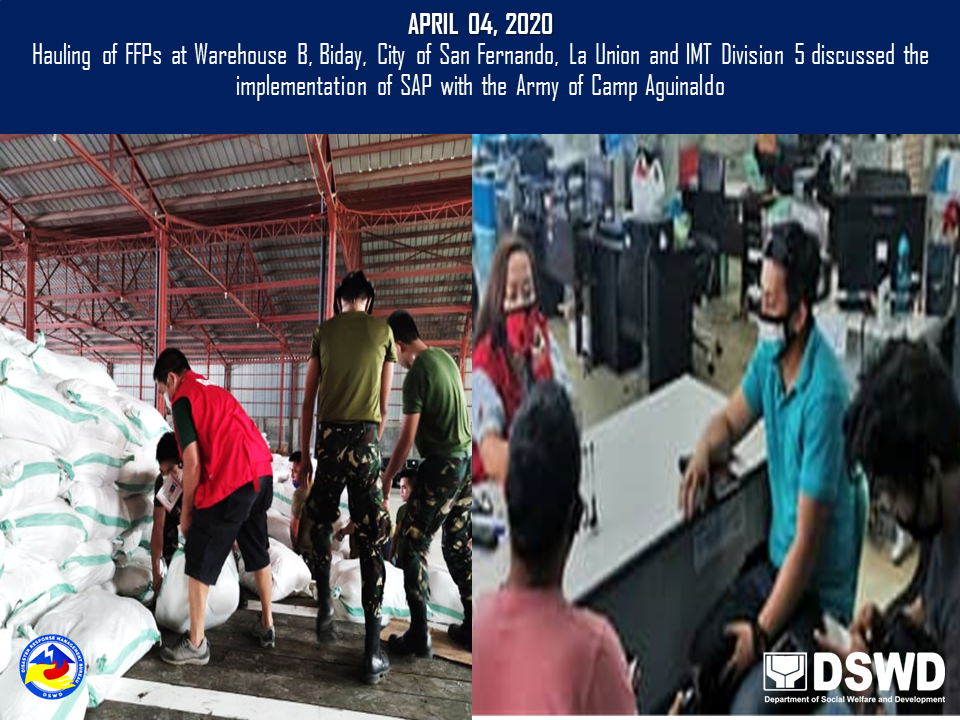 APRIL 04, 2020
Hauling of FFPs at Warehouse B, Biday, City of San Fernando, La Union and IMT Division 5 discussed the
implementation of SAP with the Army of Camp Aguinaldo
DISASTER RESPONSE MANAGEMENT BUREAU
DSWD
DSWD
Department of Social Welfare and Development